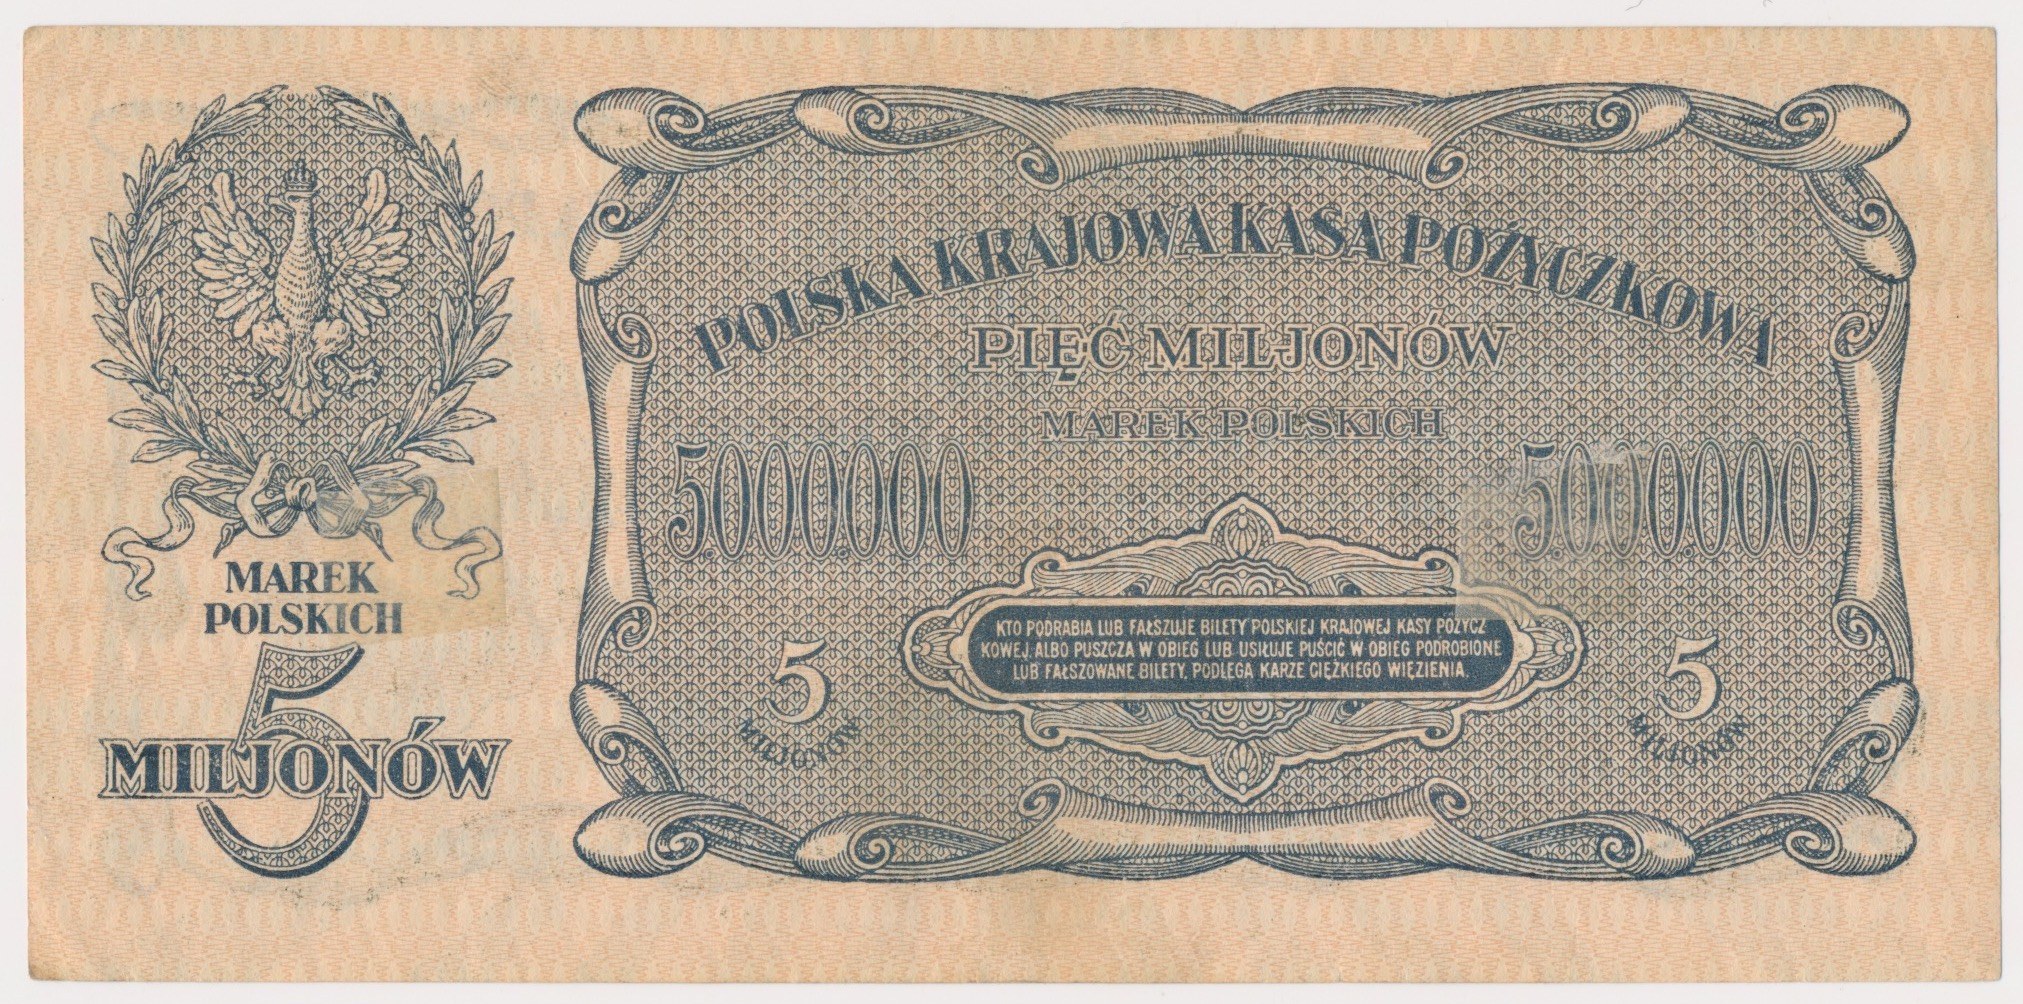 POLSKA KRAJOWA KASA POŻYCZKOWA
PIĘĆ MILJONÓW
MAREK POLSKICH
5.000.000
5.000.000
MAREK
POLSKICH
5
MILJONÓW
5
MILJONÓW
KTO PODRABIA LUB FAŁSZUJE BILETY POLSKIEJ KRAJOWEJ KASY POŻYCZ
KOWEJ, ALBO PUSZCZA W OBIEG LUB USIŁUJE PUŚCIĆ W OBIEG PODROBIONE
LUB FAŁSZOWANE BILETY, PODLEGA KARZE CIĘŻKIEGO WIĘZIENIA.
5
MILJONÓW